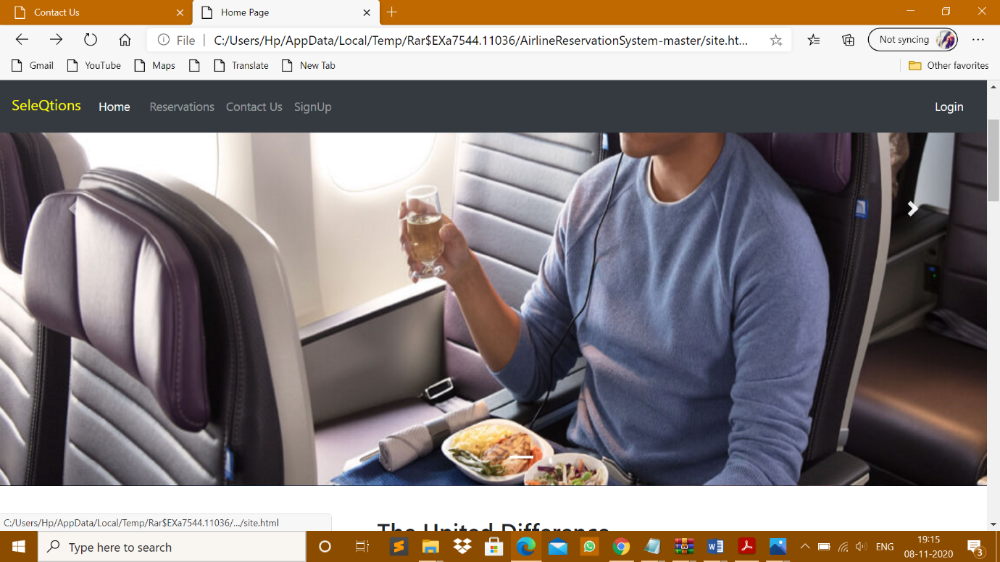 Contact Us
Home Page
File
C:/Users/Hp/AppData/Local/Temp/Rar$EXa7544.11036/AirlineReservationSystem-master/site.ht...
Not syncing
Gmail
YouTube
Maps
Translate
New Tab
Other favorites
SeleQtions
Home
Reservations
Contact Us
SignUp
Login
C:/Users/Hp/AppData/Local/Temp/Rar$EXa7544.11036/.../site.html
The United Difference
Type here to search
ENG
19:15
08-11-2020
3